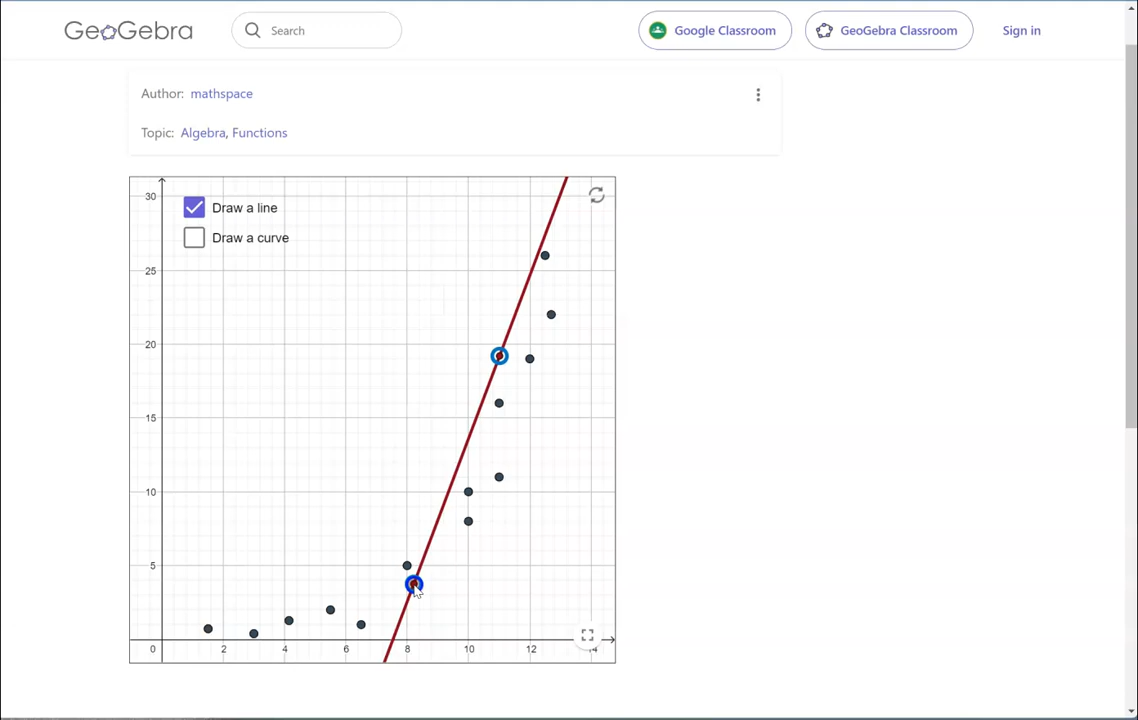 GeoGebra
Search
Google Classroom
GeoGebra Classroom
Sign in
Author: mathspace
Topic: Algebra, Functions
Draw a line
Draw a curve
30
25
20
15
10
5
0 2 4 6 8 10 12 14